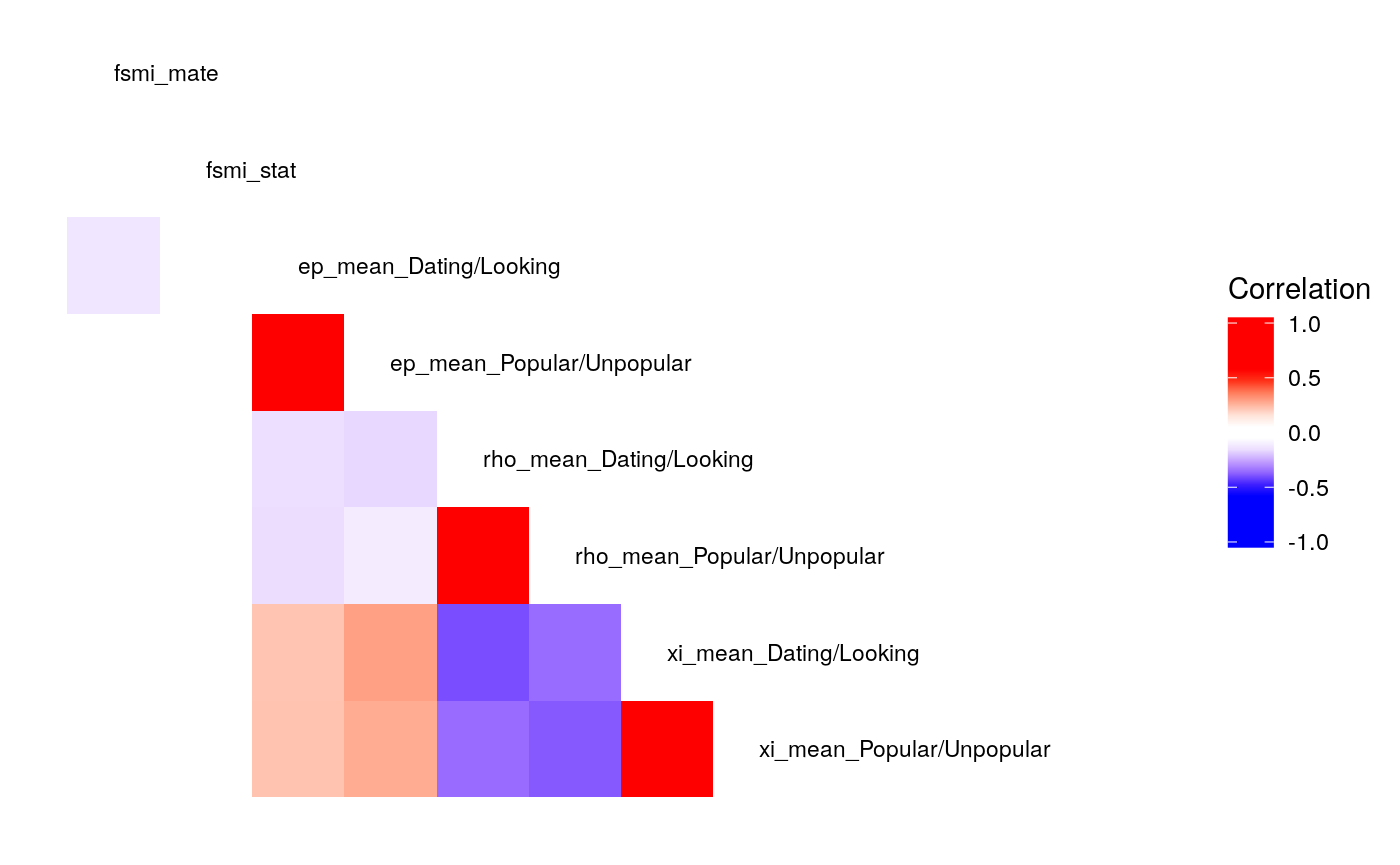 fsmi_mate
fsmi_stat
ep_mean_Dating/Looking
ep_mean_Popular/Unpopular
rho_mean_Dating/Looking
rho_mean_Popular/Unpopular
xi_mean_Dating/Looking
xi_mean_Popular/Unpopular
Correlation
1.0
0.5
0.0
-0.5
-1.0